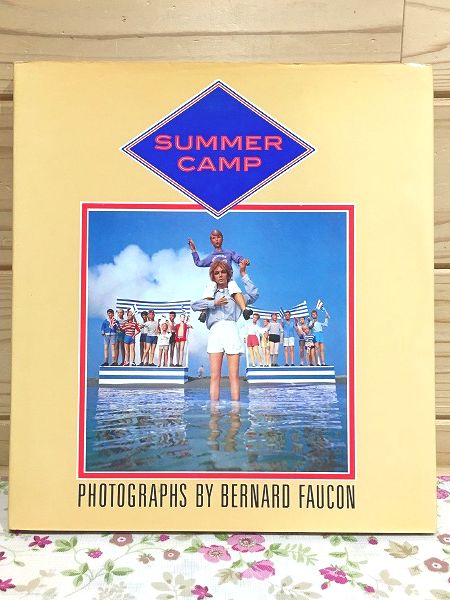 SUMMER
CAMP
PHOTOGRAPHS BY BERNARD FAUCON